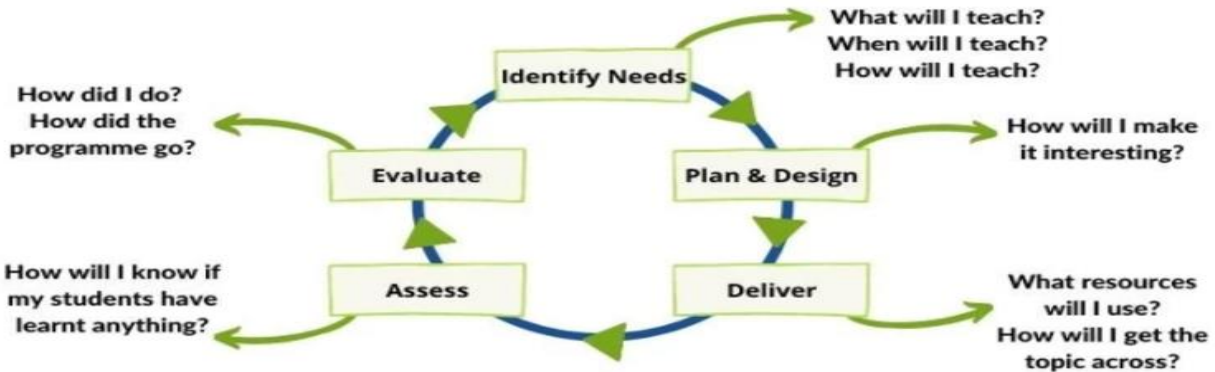 What will I teach?
When will I teach?
How will I teach?
Identify Needs
How did I do?
How did the
programme go?
How will I make
it interesting?
Evaluate
Plan & Design
How will I know if
my students have
learnt anything?
Assess
Deliver
What resources
will I use?
How will I get the
topic across?